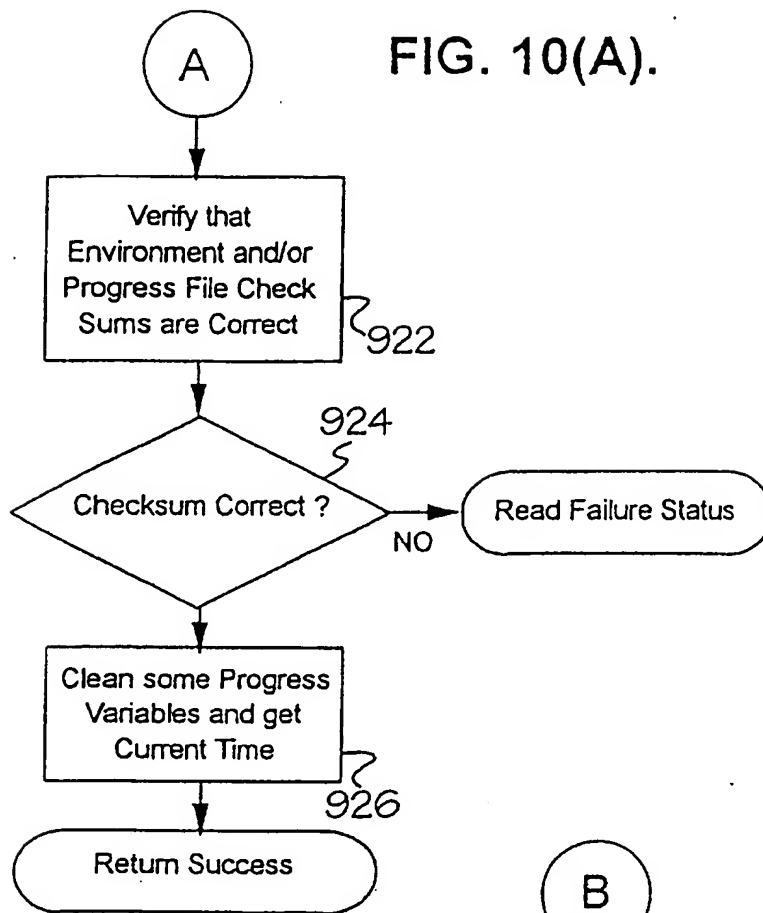 A
FIG. 10(A).
Verify that
Environment and/or
Progress File Check
Sums are Correct
922
924
Checksum Correct ?
NO
Read Failure Status
Clean some Progress
Variables and get
Current Time
926
Return Success
B